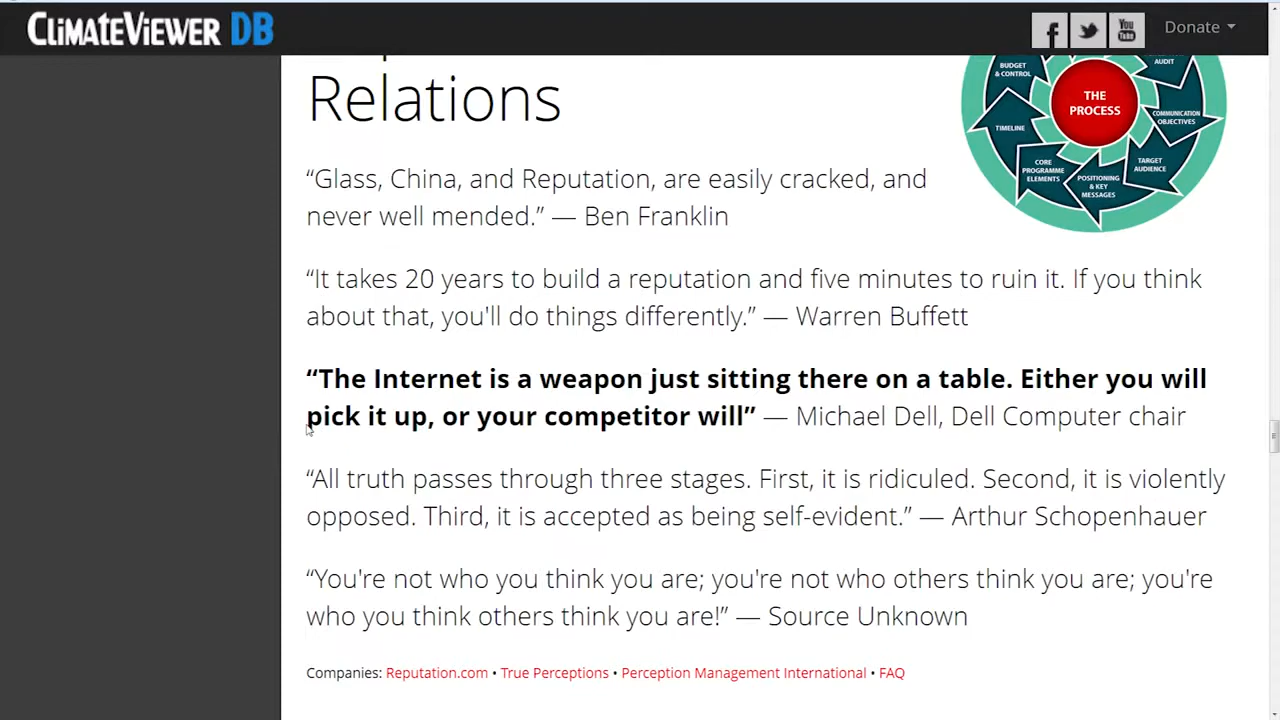 CLIMATEVIEWER DB
Donate
Relations
BUDGET
& CONTROL
AUDIT
THE
PROCESS
COMMUNICATION
OBJECTIVES
TIMELINE
CORE
PROGRAMME
ELEMENTS
TARGET
AUDIENCE
POSITIONING
& KEY
MESSAGES
“Glass, China, and Reputation, are easily cracked, and
never well mended.” — Ben Franklin
“It takes 20 years to build a reputation and five minutes to ruin it. If you think
about that, you'll do things differently.” — Warren Buffett
“The Internet is a weapon just sitting there on a table. Either you will
pick it up, or your competitor will” — Michael Dell, Dell Computer chair
“All truth passes through three stages. First, it is ridiculed. Second, it is violently
opposed. Third, it is accepted as being self-evident.” — Arthur Schopenhauer
“You're not who you think you are; you're not who others think you are; you're
who you think others think you are!” — Source Unknown
Companies: Reputation.com • True Perceptions • Perception Management International • FAQ